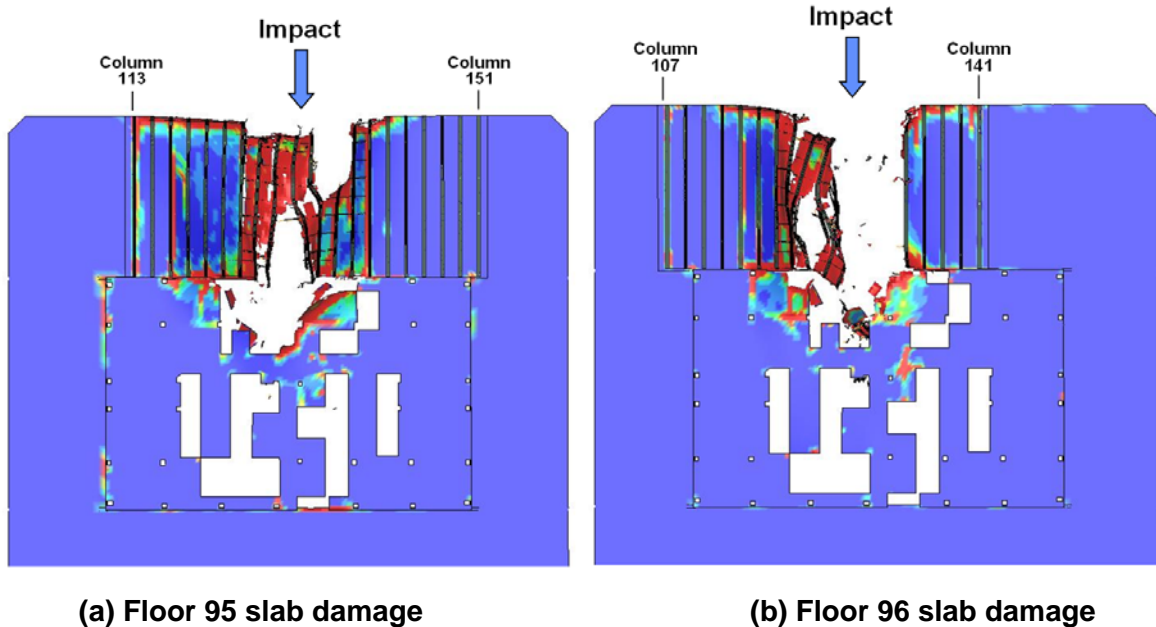 Impact
Column
113
Column
151
Impact
Column
107
Column
141
(a) Floor 95 slab damage
(b) Floor 96 slab damage